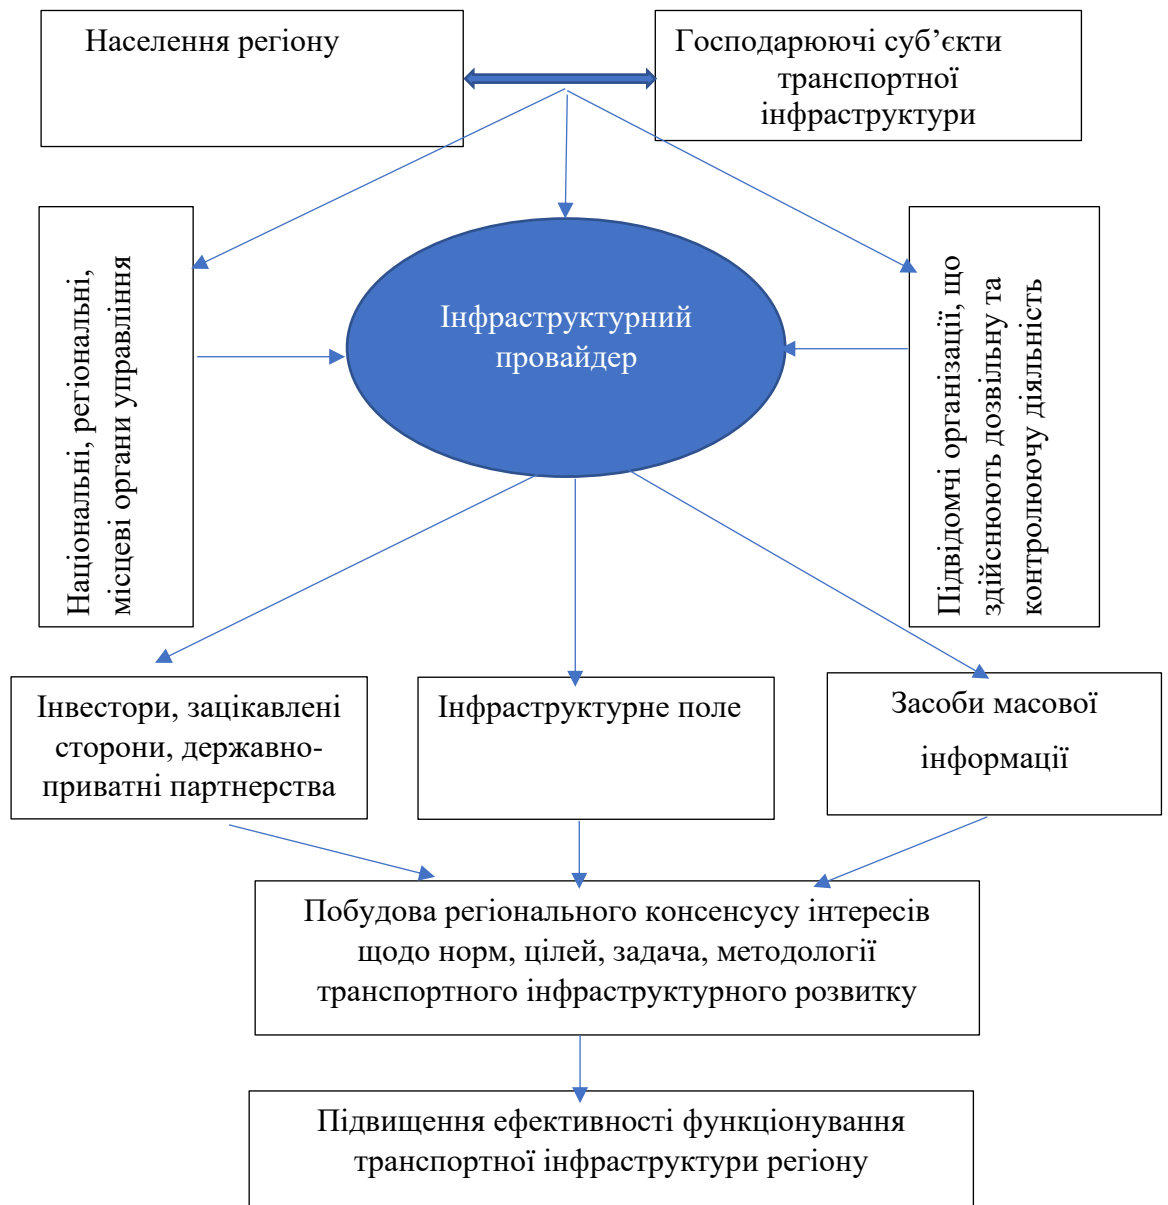 Населення регіону
Господарюючі суб’єкти
транспортної
інфраструктури
Національні, регіональні,
місцеві органи управління
Інфраструктурний
провайдер
Підвідомчі організації, що
здійснюють дозвільну та
контролюючу діяльність
Інвестори, зацікавлені
сторони, державно-
приватні партнерства
Інфраструктурне поле
Засоби масової
інформації
Побудова регіонального консенсусу інтересів
щодо норм, цілей, задача, методології
транспортного інфраструктурного розвитку
Підвищення ефективності функціонування
транспортної інфраструктури регіону